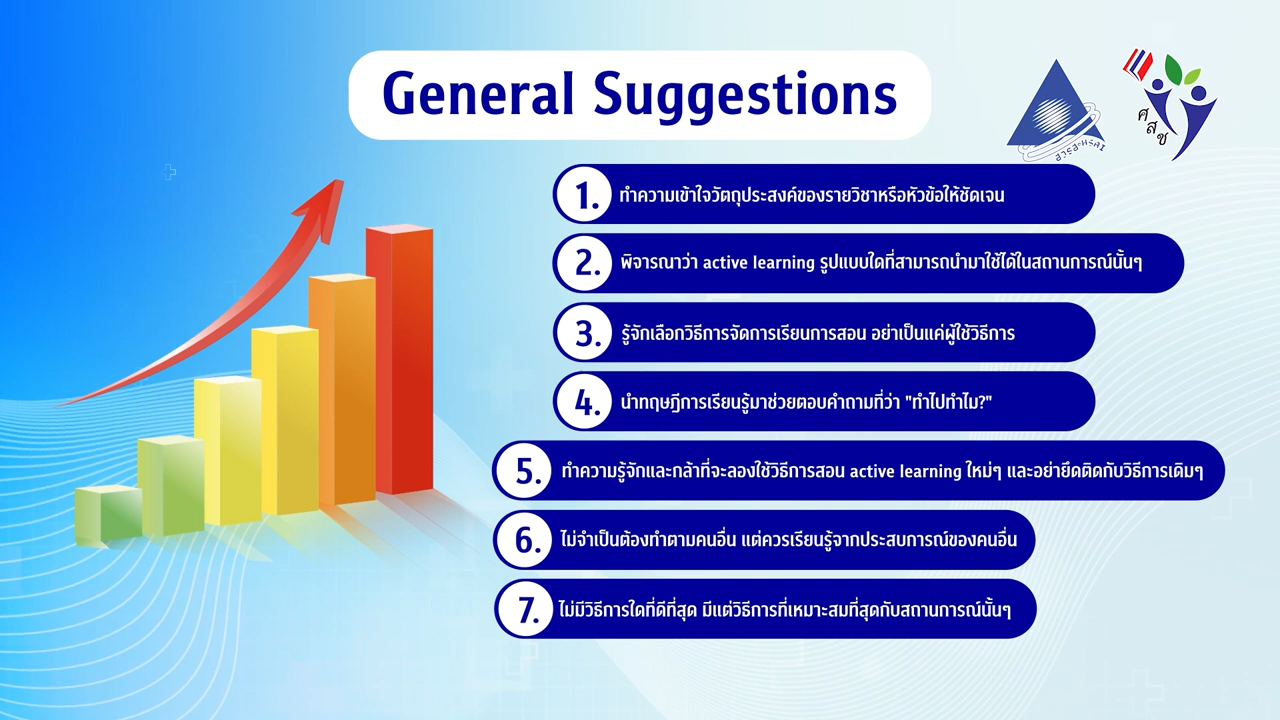 General Suggestions
ศสช
1. ทำความเข้าใจวัตถุประสงค์ของรายวิชาหรือหัวข้อให้ชัดเจน
2. พิจารณาว่า active learning รูปแบบใดที่สามารถนำมาใช้ได้ในสถานการณ์นั้นๆ
3. รู้จักเลือกวิธีการจัดการเรียนการสอน อย่าเป็นแค่ผู้ใช้วิธีการ
4. นำทฤษฎีการเรียนรู้มาช่วยตอบคำถามที่ว่า "ทำไปทำไม?"
5. ทำความรู้จักและกล้าที่จะลองใช้วิธีการสอน active learning ใหม่ๆ และอย่ายึดติดกับวิธีการเดิมๆ
6. ไม่จำเป็นต้องทำตามคนอื่น แต่ควรเรียนรู้จากประสบการณ์ของคนอื่น
7. ไม่มีวิธีการใดที่ดีที่สุด มีแต่วิธีการที่เหมาะสมที่สุดกับสถานการณ์นั้นๆ